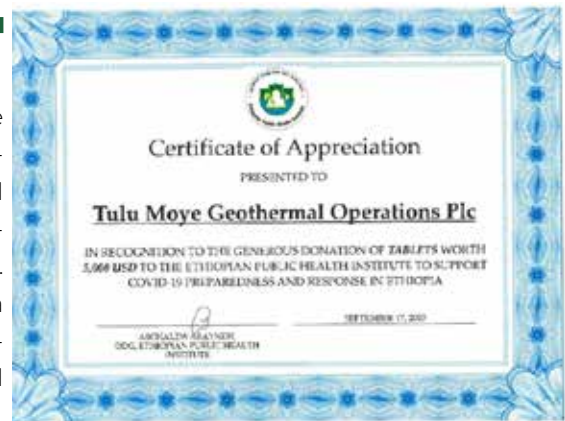 Certificate of Appreciation
PRESENTED TO
Tulu Moye Geothermal Operations Plc
IN RECOGNITION TO THE GENEROUS DONATION OF TABLETS WORTH
5,000 USD TO THE ETHIOPIAN PUBLIC HEALTH INSTITUTE TO SUPPORT
COVID-19 PREPAREDNESS AND RESPONSE IN ETHIOPIA
SEPTEMBER 17,
DDG, ETHIOPIAN PUBLIC HEALTH
INSTITUTE